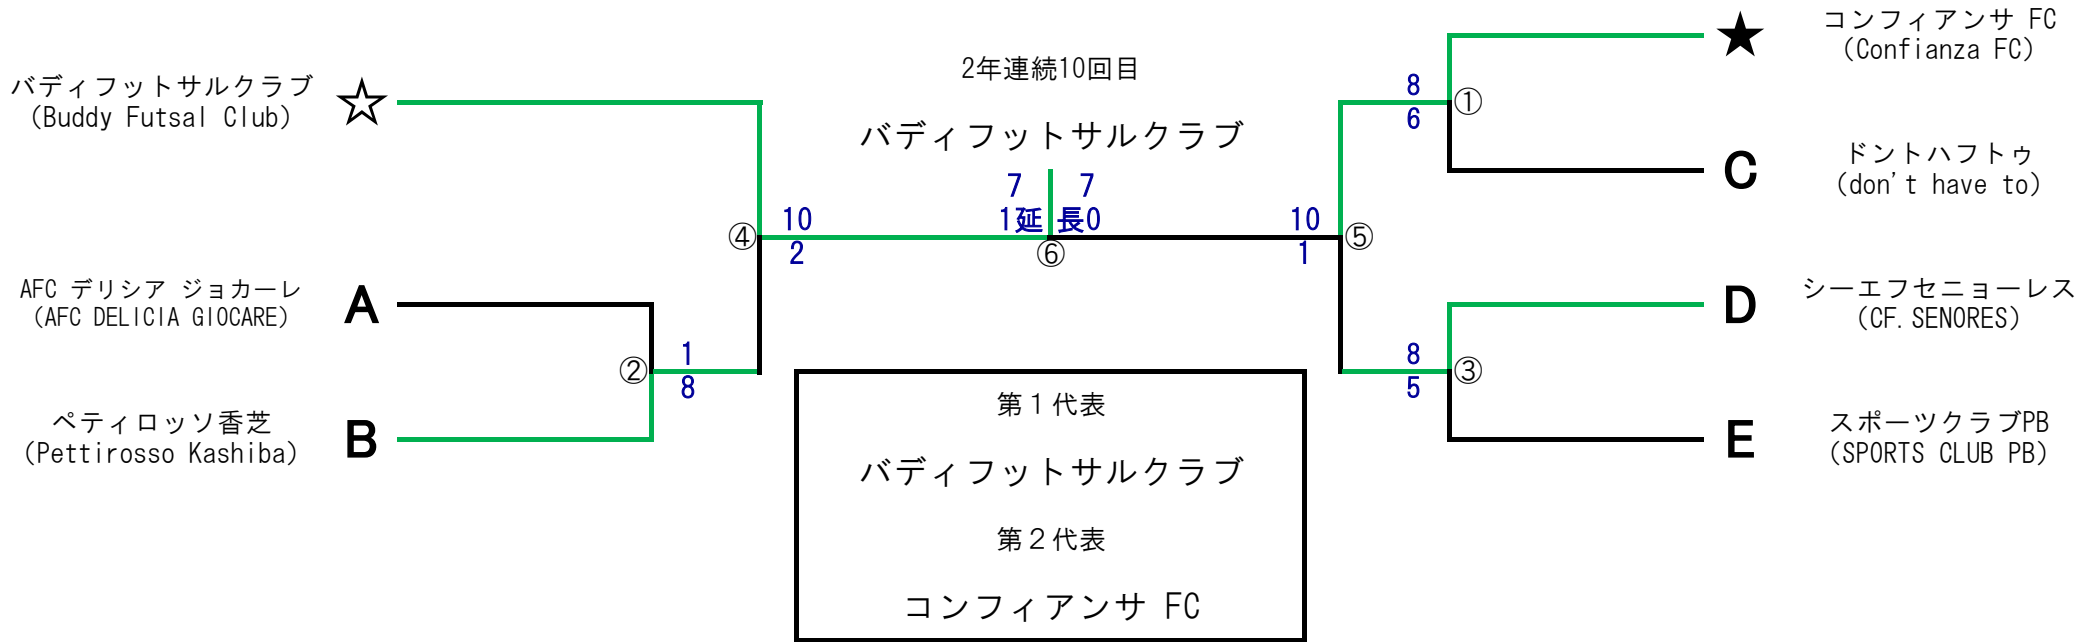 バディフットサルクラブ
(Buddy Futsal Club)
☆
AFC デリシア ジョカーレ
(AFC DELICIA GIOCARE)
A
ペティロッソ香芝
(Pettirosso Kashiba)
B
②
1
8
④
10
2
2年連続10回目
バディフットサルクラブ
7 7
1延 長0
⑥
第1代表
バディフットサルクラブ
第2代表
コンフィアンサ FC
10
1
⑤
8
6
①
8
5
③
★
コンフィアンサ FC
(Confianza FC)
C
ドントハフトゥ
(don't have to)
D
シーエフセニョーレス
(CF.SENORES)
E
スポーツクラブPB
(SPORTS CLUB PB)